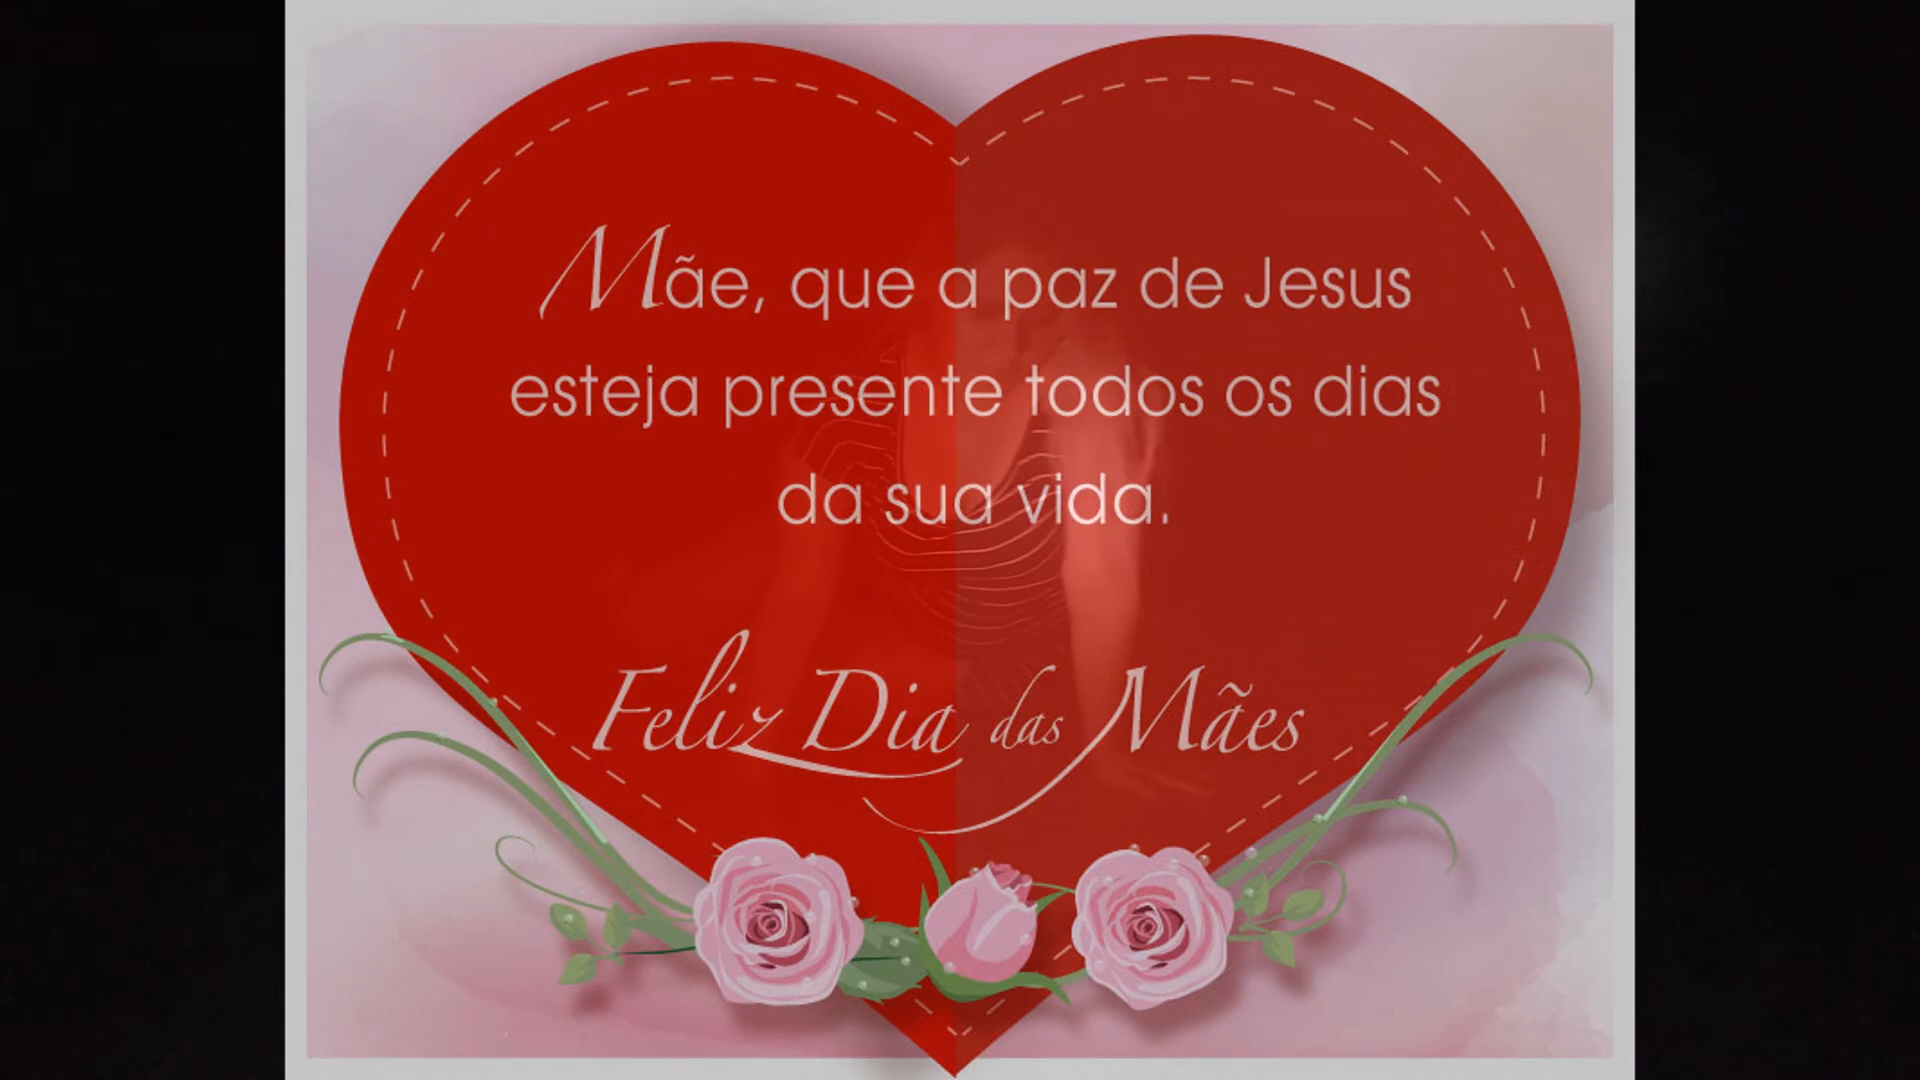 Mãe, que a paz de Jesus
esteja presente todos os dias
da sua vida.
Feliz Dia das Mães